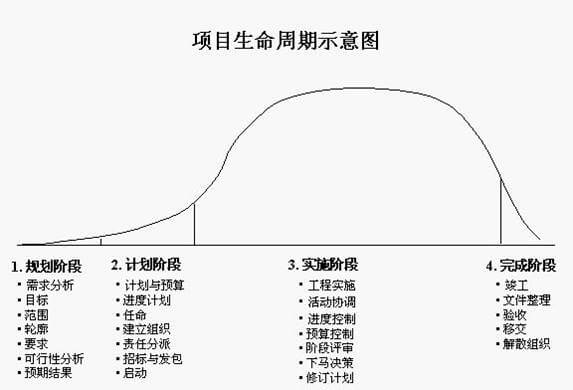 项目生命周期示意图
1. 规划阶段
• 需求分析
• 目标
• 范围
• 轮廓
• 要求
• 可行性分析
• 预期结果
2. 计划阶段
• 计划与预算
• 进度计划
• 任命
• 建立组织
• 责任分派
• 招标与发包
• 启动
3. 实施阶段
• 工程实施
• 活动协调
• 进度控制
• 预算控制
• 阶段评审
• 下马决策
• 修订计划
4. 完成阶段
• 竣工
• 文件整理
• 验收
• 移交
• 解散组织